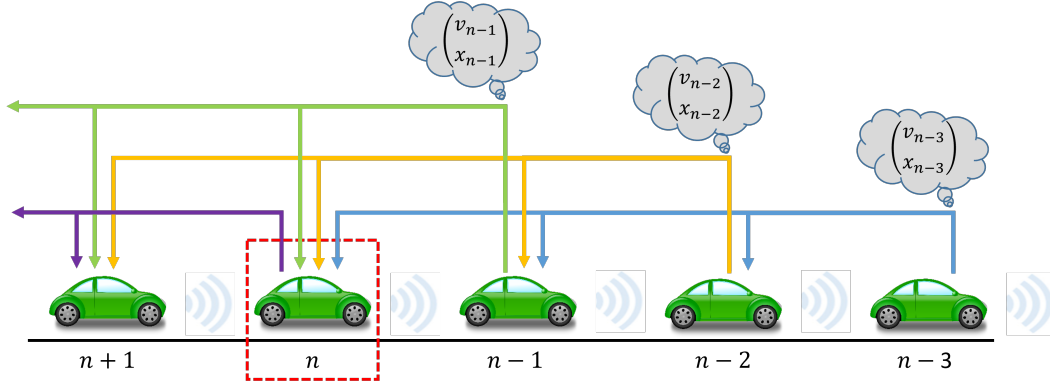 v_{n-1}
x_{n-1}
v_{n-2}
x_{n-2}
v_{n-3}
x_{n-3}
n + 1
n
n − 1
n − 2
n − 3